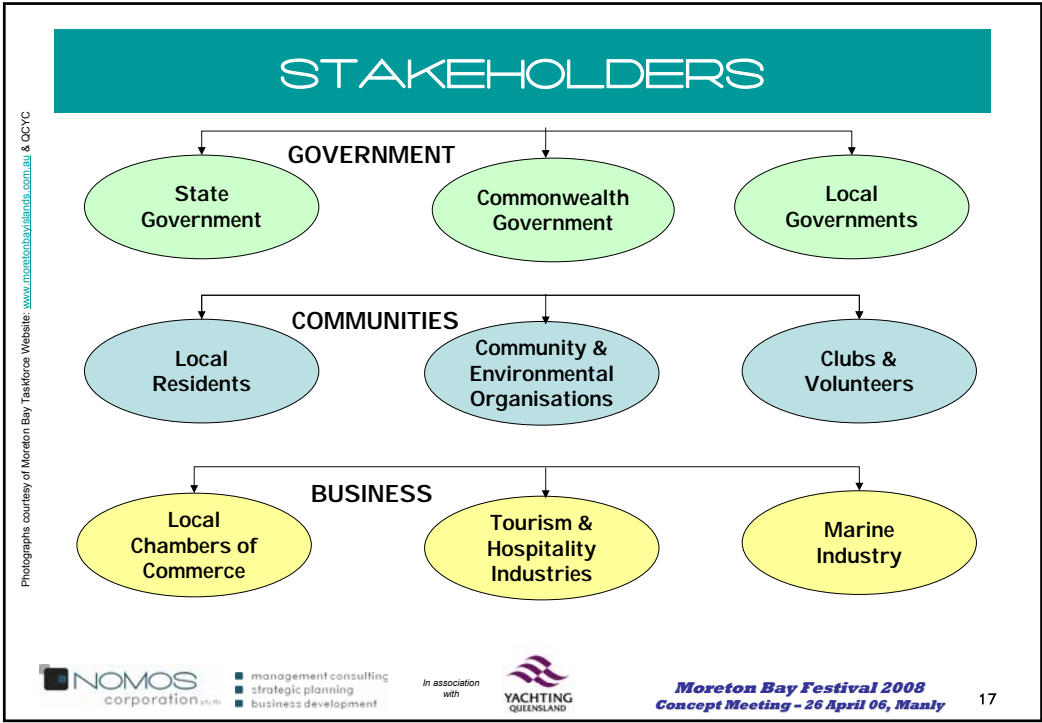 STAKEHOLDERS
Photographs courtesy of Moreton Bay Taskforce Website: www.moretonbayislands.com.au & QCYC
GOVERNMENT
State
Government
Commonwealth
Government
Local
Governments
COMMUNITIES
Local
Residents
Community &
Environmental
Organisations
Clubs &
Volunteers
BUSINESS
Local
Chambers of
Commerce
Tourism &
Hospitality
Industries
Marine
Industry
NOMOS
corporation
management consulting
strategic planning
business development
In association
with
YACHTING
QUEENSLAND
Moreton Bay Festival 2008
Concept Meeting – 26 April 06, Manly
17